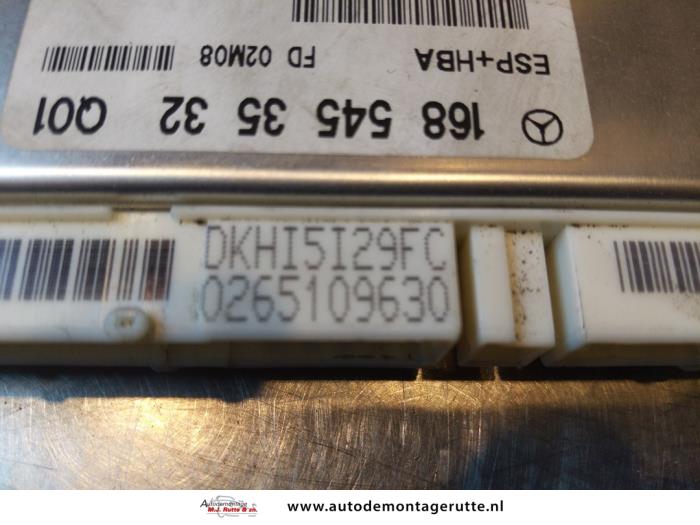 ESP+HBA
FD 02M08
168 545 35 32 Q01
DKHI5I29FC
0265109630
Autodemontage
M.J. Rutte & zn.
www.autodemontagerutte.nl